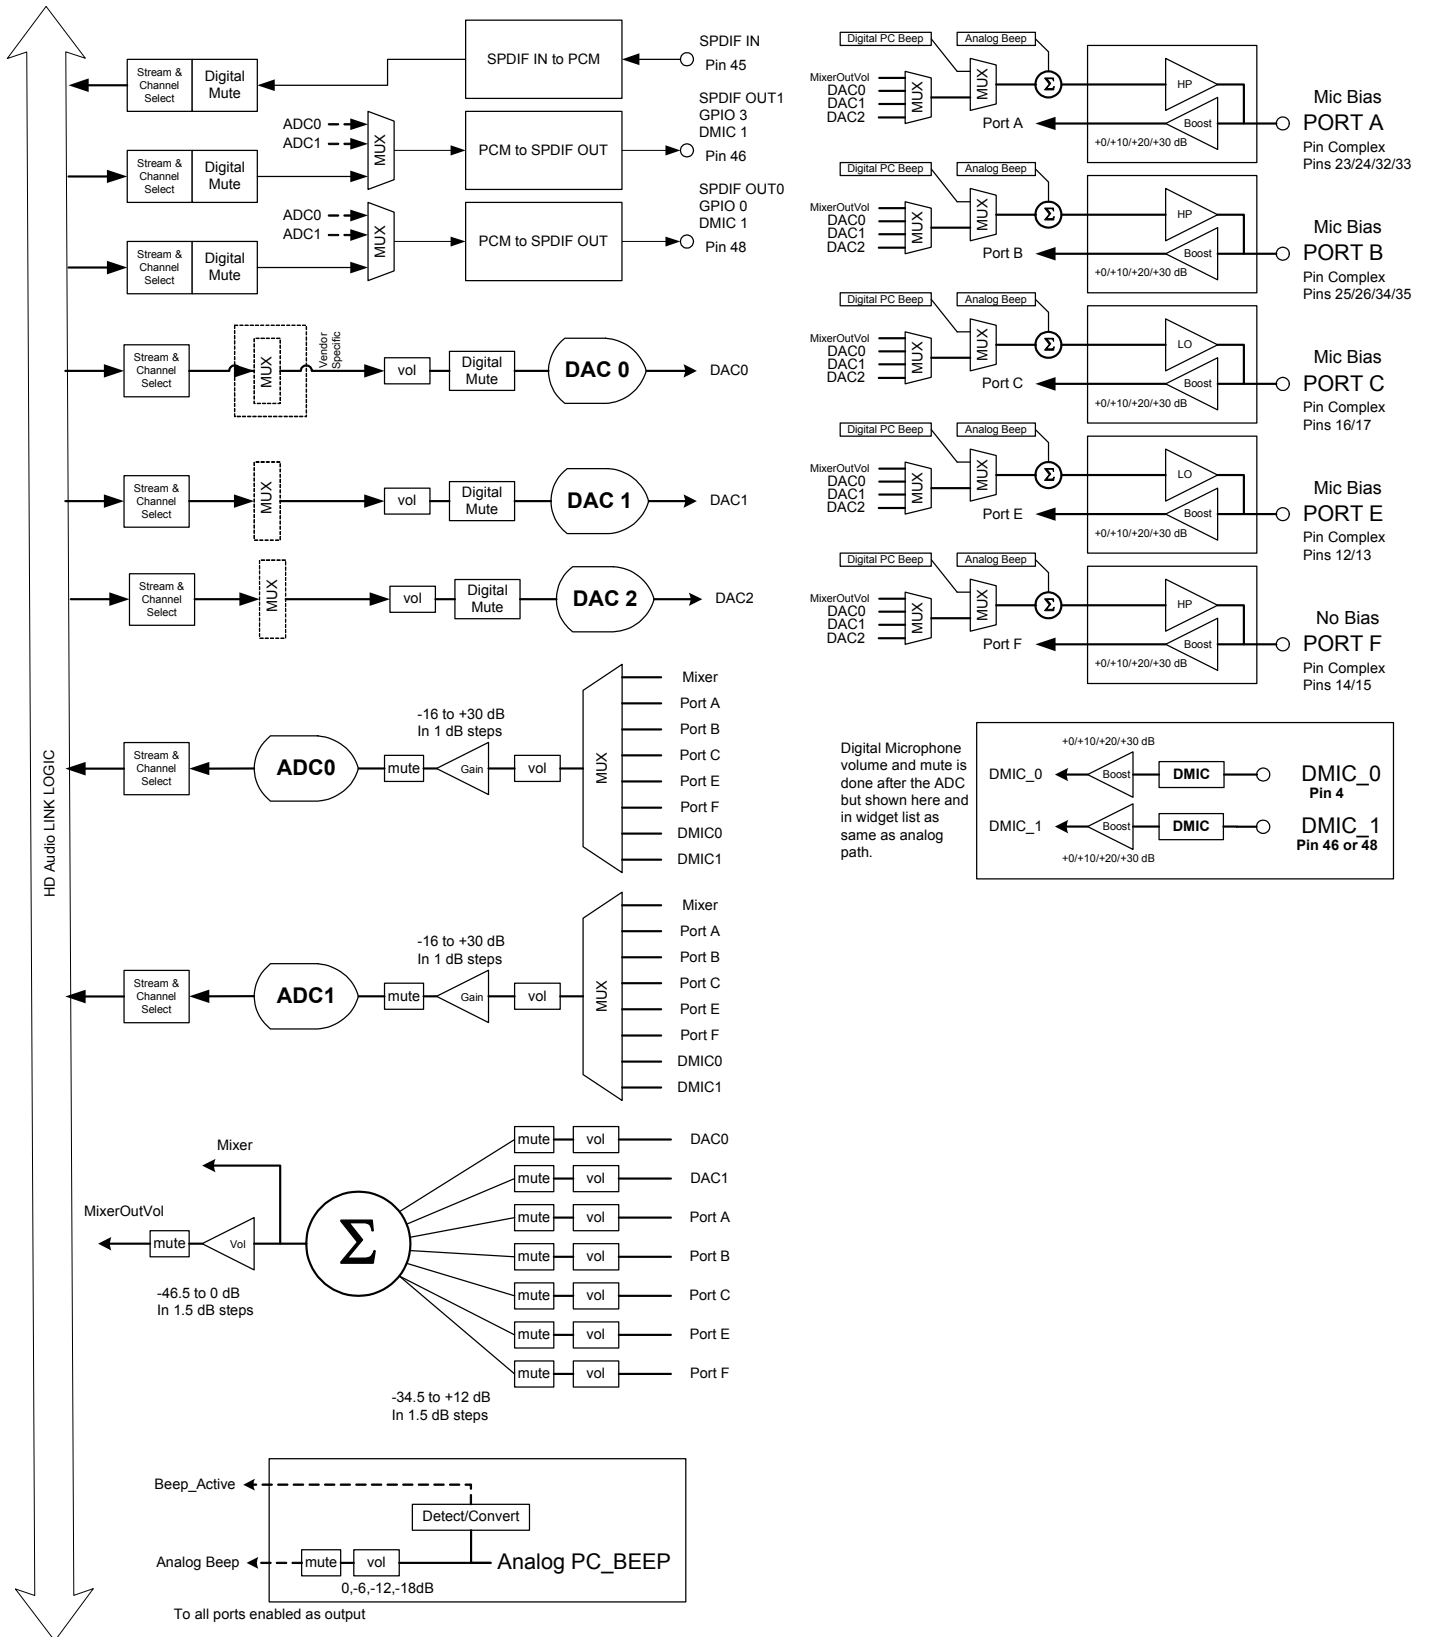 HD Audio LINK LOGIC
Stream &
Channel
Select
Digital
Mute
SPDIF IN to PCM
SPDIF IN
Pin 45
Stream &
Channel
Select
Digital
Mute
ADC0
ADC1
MUX
PCM to SPDIF OUT
SPDIF OUT1
GPIO 3
DMIC 1
Pin 46
Stream &
Channel
Select
Digital
Mute
ADC0
ADC1
MUX
PCM to SPDIF OUT
SPDIF OUT0
GPIO 0
DMIC 1
Pin 48
Stream &
Channel
Select
MUX
Vendor
Specific
vol
Digital
Mute
DAC 0
DAC0
Stream &
Channel
Select
MUX
vol
Digital
Mute
DAC 1
DAC1
Stream &
Channel
Select
MUX
vol
Digital
Mute
DAC 2
DAC2
Stream &
Channel
Select
ADC0
mute
-16 to +30 dB
In 1 dB steps
Gain
vol
MUX
Mixer
Port A
Port B
Port C
Port E
Port F
DMIC0
DMIC1
Stream &
Channel
Select
ADC1
mute
-16 to +30 dB
In 1 dB steps
Gain
vol
MUX
Mixer
Port A
Port B
Port C
Port E
Port F
DMIC0
DMIC1
Mixer
MixerOutVol
mute
Vol
-46.5 to 0 dB
In 1.5 dB steps
Σ
mute vol DAC0
mute vol DAC1
mute vol Port A
mute vol Port B
mute vol Port C
mute vol Port E
mute vol Port F
-34.5 to +12 dB
In 1.5 dB steps
Beep_Active
Detect/Convert
Analog Beep
mute
vol
Analog PC_BEEP
0,-6,-12,-18dB
To all ports enabled as output
Digital PC Beep
Analog Beep
MixerOutVol
DAC0
DAC1
DAC2
MUX
MUX
Σ
HP
Port A
Boost
+0/+10/+20/+30 dB
Mic Bias
PORT A
Pin Complex
Pins 23/24/32/33
Digital PC Beep
Analog Beep
MixerOutVol
DAC0
DAC1
DAC2
MUX
MUX
Σ
HP
Port B
Boost
+0/+10/+20/+30 dB
Mic Bias
PORT B
Pin Complex
Pins 25/26/34/35
Digital PC Beep
Analog Beep
MixerOutVol
DAC0
DAC1
DAC2
MUX
MUX
Σ
LO
Port C
Boost
+0/+10/+20/+30 dB
Mic Bias
PORT C
Pin Complex
Pins 16/17
Digital PC Beep
Analog Beep
MixerOutVol
DAC0
DAC1
DAC2
MUX
MUX
Σ
LO
Port E
Boost
+0/+10/+20/+30 dB
Mic Bias
PORT E
Pin Complex
Pins 12/13
Digital PC Beep
Analog Beep
MixerOutVol
DAC0
DAC1
DAC2
MUX
MUX
Σ
HP
Port F
Boost
+0/+10/+20/+30 dB
No Bias
PORT F
Pin Complex
Pins 14/15
Digital Microphone
volume and mute is
done after the ADC
but shown here and
in widget list as
same as analog
path.
+0/+10/+20/+30 dB
DMIC_0
Boost
DMIC
DMIC_0
Pin 4
DMIC_1
Boost
DMIC
DMIC_1
Pin 46 or 48
+0/+10/+20/+30 dB